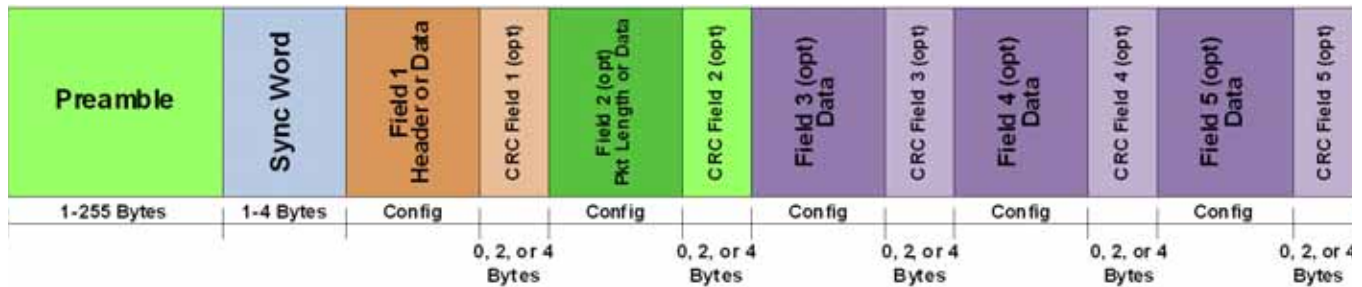 Preamble
Sync Word
Field 1
Header or Data
CRC Field 1 (opt)
Field 2 (opt)
Pkt Length or Data
CRC Field 2 (opt)
Field 3 (opt)
Data
CRC Field 3 (opt)
Field 4 (opt)
Data
CRC Field 4 (opt)
Field 5 (opt)
Data
CRC Field 5 (opt)
1-255 Bytes
1-4 Bytes
Config
Config
Config
Config
Config
0, 2, or 4
Bytes
0, 2, or 4
Bytes
0, 2, or 4
Bytes
0, 2, or 4
Bytes
0, 2, or 4
Bytes